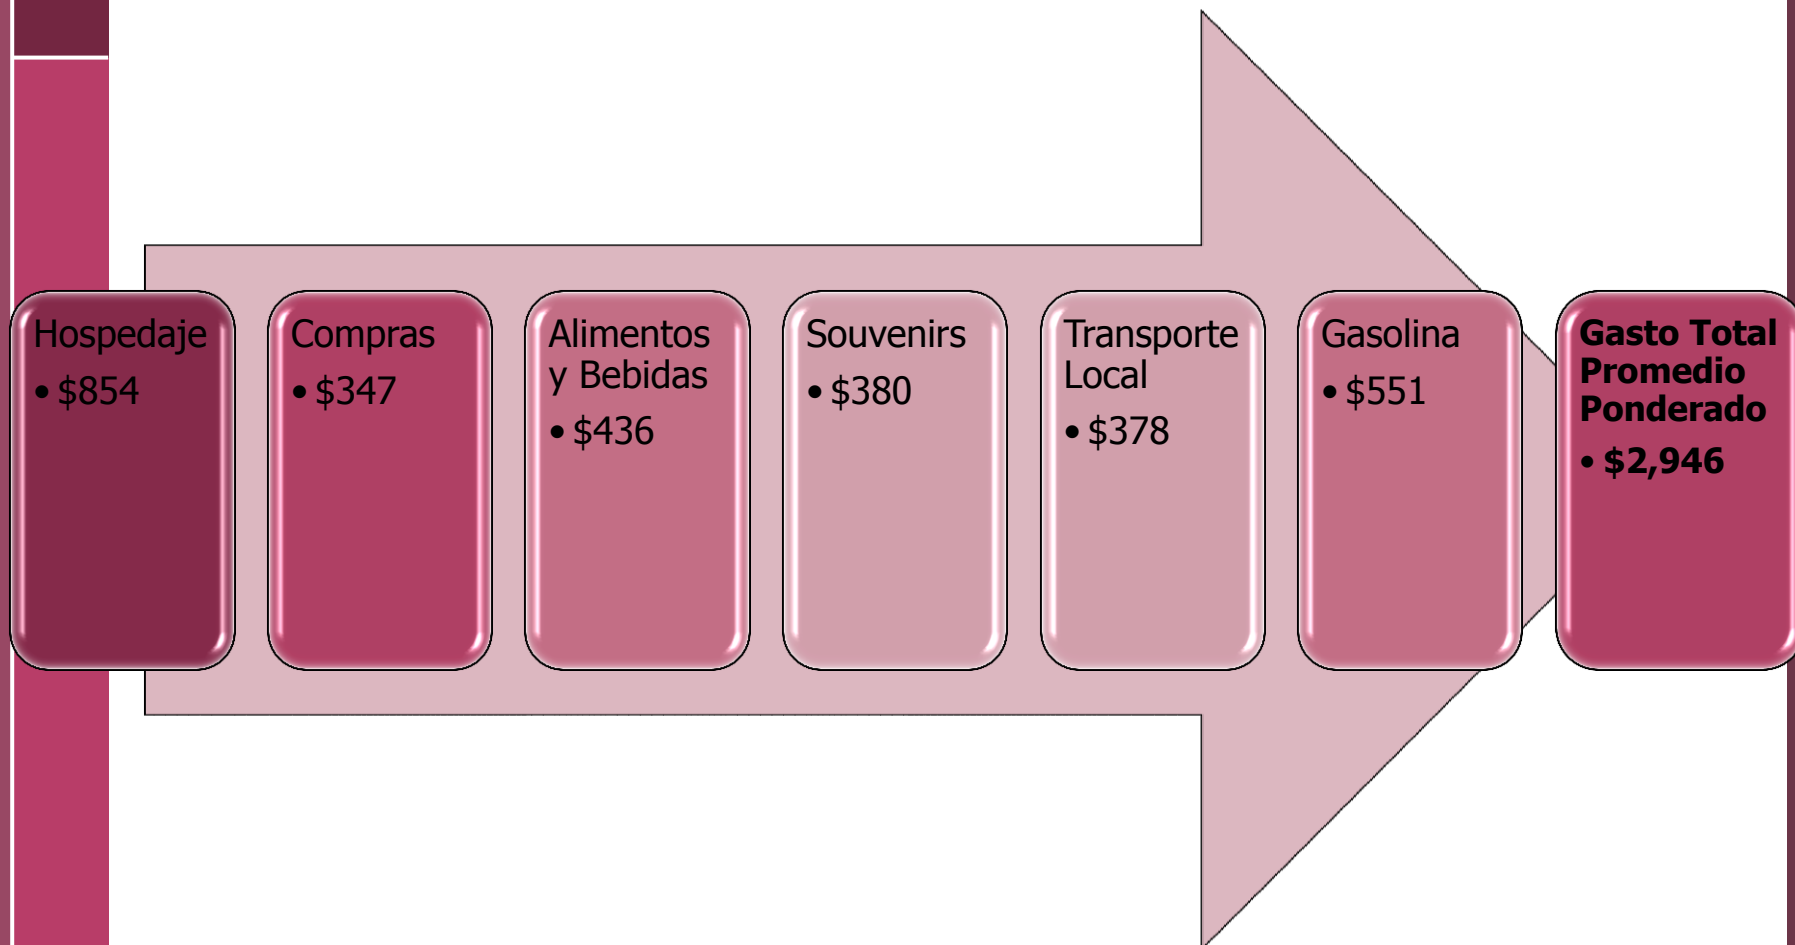 Hospedaje
• $854
Compras
• $347
Alimentos
y Bebidas
• $436
Souvenirs
• $380
Transporte
Local
• $378
Gasolina
• $551
Gasto Total
Promedio
Ponderado
• $2,946